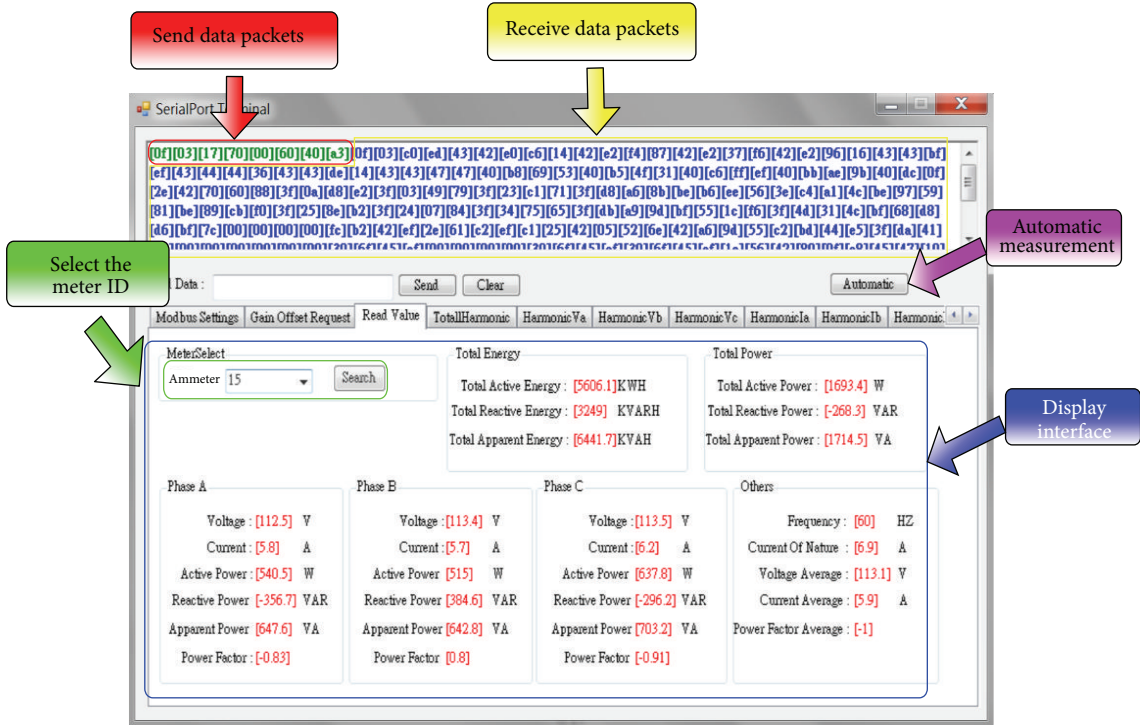 Send data packets
Receive data packets
SerialPort Terminal
[0f][03][17][70][00][60][40][a3][0f][03][c0][ed][43][42][e0][c6][14][42][e2][f4][87][42][e2][37][f6][42][e2][96][16][43][43][bf]
[ef][43][44][44][36][43][43][de][14][43][43][47][47][40][b8][69][53][40][b5][4f][31][40][c6][ff][ef][40][bb][ae][9b][40][dc][0f]
[2e][42][70][60][88][3f][0a][d8][e2][3f][03][49][79][3f][23][c1][71][3f][d8][a6][8b][be][b6][ee][56][3e][c4][a1][4c][be][97][59]
[81][be][89][cb][f0][3f][25][8e][b2][3f][24][07][84][3f][34][75][65][3f][db][a9][9d][bf][55][1c][f6][3f][4d][31][4c][bf][68][d8]
[d6][bf][7c][00][00][00][00][fc][b2][42][ef][2e][61][c2][ef][c1][25][42][05][52][6e][42][a6][9d][55][c2][bd][44][e5][3f][da][41]
Select the
meter ID
Automatic
measurement
Data :
Send
Clear
Automatic
Modbus Settings
Gain Offset Request
Read Value
TotallHarmonic
HarmonicVa
HarmonicVb
HarmonicVc
HarmonicIa
HarmonicIb
Harmonic
MeterSelect
Ammeter
15
Search
Total Energy
Total Active Energy : [5606.1]KWH
Total Reactive Energy : [3249] KVARH
Total Apparent Energy : [6441.7]KVAH
Total Power
Total Active Power : [1693.4] W
Total Reactive Power : [-268.3] VAR
Total Apparent Power : [1714.5] VA
Display
interface
Phase A
Voltage : [112.5] V
Current : [5.8] A
Active Power : [540.5] W
Reactive Power [-356.7] VAR
Apparent Power [647.6] VA
Power Factor : [-0.83]
Phase B
Voltage : [113.4] V
Current : [5.7] A
Active Power [515] W
Reactive Power [384.6] VAR
Apparent Power [642.8] VA
Power Factor [0.8]
Phase C
Voltage :[113.5] V
Current :[6.2] A
Active Power [637.8] W
Reactive Power [-296.2] VAR
Apparent Power [703.2] VA
Power Factor [-0.91]
Others
Frequency : [60] HZ
Current Of Nature : [6.9] A
Voltage Average : [113.1] V
Current Average : [5.9] A
Power Factor Average : [-1]